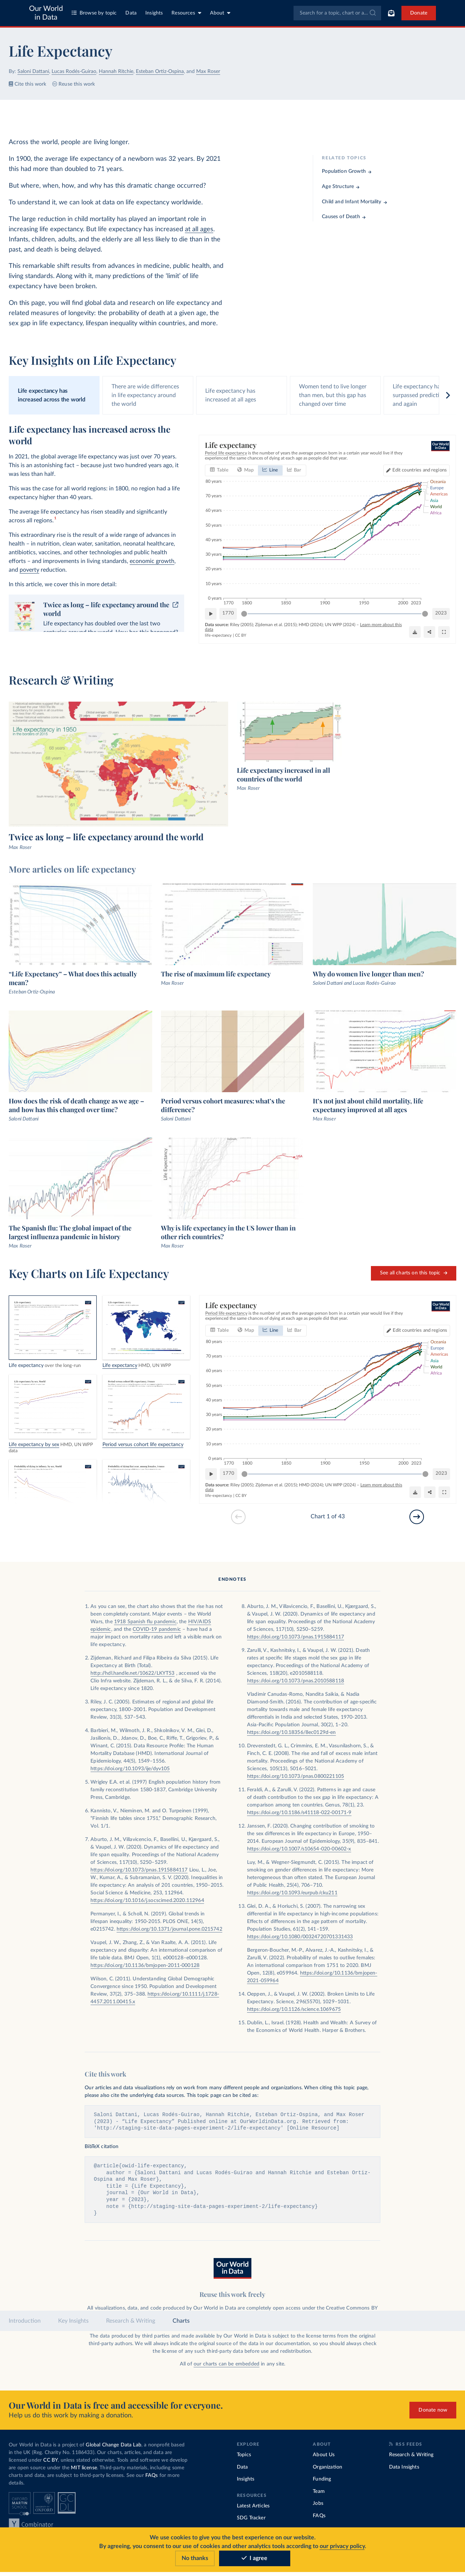 Our World
in Data
Browse by topic
Data
Insights
Resources
About
Search for a topic, chart or a...
Donate
Life Expectancy
By: Saloni Dattani, Lucas Rodés-Guirao, Hannah Ritchie, Esteban Ortiz-Ospina, and Max Roser
Cite this work
Reuse this work
Across the world, people are living longer.
In 1900, the average life expectancy of a newborn was 32 years. By 2021
this had more than doubled to 71 years.
But where, when, how, and why has this dramatic change occurred?
To understand it, we can look at data on life expectancy worldwide.
The large reduction in child mortality has played an important role in
increasing life expectancy. But life expectancy has increased at all ages.
Infants, children, adults, and the elderly are all less likely to die than in the
past, and death is being delayed.
This remarkable shift results from advances in medicine, public health, and
living standards. Along with it, many predictions of the ‘limit’ of life
expectancy have been broken.
On this page, you will find global data and research on life expectancy and
related measures of longevity: the probability of death at a given age, the
sex gap in life expectancy, lifespan inequality within countries, and more.
RELATED TOPICS
Population Growth →
Age Structure →
Child and Infant Mortality →
Causes of Death →
Key Insights on Life Expectancy
Life expectancy has
increased across the world
There are wide differences
in life expectancy around
the world
Life expectancy has
increased at all ages
Women tend to live longer
than men, but this gap has
changed over time
Life expectancy ha
surpassed predicti
and again
Life expectancy has increased across the
world
In 2021, the global average life expectancy was just over 70 years.
This is an astonishing fact – because just two hundred years ago, it
was less than half.
This was the case for all world regions: in 1800, no region had a life
expectancy higher than 40 years.
The average life expectancy has risen steadily and significantly
across all regions.1
This extraordinary rise is the result of a wide range of advances in
health – in nutrition, clean water, sanitation, neonatal healthcare,
antibiotics, vaccines, and other technologies and public health
efforts – and improvements in living standards, economic growth,
and poverty reduction.
In this article, we cover this in more detail:
Twice as long – life expectancy around the
world
Life expectancy has doubled over the last two
Life expectancy
Our World
in Data
Period life expectancy is the number of years the average person born in a certain year would live if they
experienced the same chances of dying at each age as people did that year.
Table
Map
Line
Bar
Edit countries and regions
80 years
70 years
60 years
50 years
40 years
30 years
20 years
10 years
0 years
Oceania
Europe
Americas
Asia
World
Africa
1770
1800
1850
1900
1950
2000
2023
1770
2023
Data source: Riley (2005); Zijdeman et al. (2015); HMD (2024); UN WPP (2024) – Learn more about this
data
life-expectancy | CC BY
Research & Writing
Life expectancy in 1950
Twice as long – life expectancy around the world
Max Roser
Life expectancy increased in all
countries of the world
Max Roser
More articles on life expectancy
“Life Expectancy” – What does this actually
mean?
Esteban Ortiz-Ospina
The rise of maximum life expectancy
Max Roser
Why do women live longer than men?
Saloni Dattani and Lucas Rodés-Guirao
How does the risk of death change as we age –
and how has this changed over time?
Saloni Dattani
Period versus cohort measures: what’s the
difference?
Saloni Dattani
It’s not just about child mortality, life
expectancy improved at all ages
Max Roser
The Spanish flu: The global impact of the
largest influenza pandemic in history
Max Roser
Life Expectancy
Why is life expectancy in the US lower than in
other rich countries?
Max Roser
Key Charts on Life Expectancy
See all charts on this topic →
Life expectancy over the long-run
Life expectancy HMD, UN WPP
Life expectancy by sex HMD, UN WPP
data
Period versus cohort life expectancy
Life expectancy
Our World
in Data
Period life expectancy is the number of years the average person born in a certain year would live if they
experienced the same chances of dying at each age as people did that year.
Table
Map
Line
Bar
Edit countries and regions
80 years
70 years
60 years
50 years
40 years
30 years
20 years
10 years
0 years
Oceania
Europe
Americas
Asia
World
Africa
1770
1800
1850
1900
1950
2000
2023
1770
2023
Data source: Riley (2005); Zijdeman et al. (2015); HMD (2024); UN WPP (2024) – Learn more about this
data
life-expectancy | CC BY
Chart 1 of 43
ENDNOTES
1. As you can see, the chart also shows that the rise has not
been completely constant. Major events – the World
Wars, the 1918 Spanish flu pandemic, the HIV/AIDS
epidemic, and the COVID-19 pandemic – have had a
major impact on mortality rates and left a visible mark on
life expectancy.
2. Zijdeman, Richard and Filipa Ribeira da Silva (2015). Life
Expectancy at Birth (Total).
http://hdl.handle.net/10622/LKYT53 , accessed via the
Clio Infra website. Zijdeman, R. L., & de Silva, F. R. (2014).
Life expectancy since 1820.
3. Riley, J. C. (2005). Estimates of regional and global life
expectancy, 1800–2001. Population and Development
Review, 31(3), 537–543.
4. Barbieri, M., Wilmoth, J. R., Shkolnikov, V. M., Glei, D.,
Jasilionis, D., Jdanov, D., Boe, C., Riffe, T., Grigoriev, P., &
Winant, C. (2015). Data Resource Profile: The Human
Mortality Database (HMD). International Journal of
Epidemiology, 44(5), 1549–1556.
https://doi.org/10.1093/ije/dyv105
5. Wrigley E.A. et al. (1997) English population history from
family reconstitution 1580-1837, Cambridge University
Press, Cambridge.
6. Kannisto, V., Nieminen, M. and O. Turpeinen (1999).
"Finnish life tables since 1751," Demographic Research,
Vol. 1/1.
7. Aburto, J. M., Villavicencio, F., Basellini, U., Kjærgaard, S.,
& Vaupel, J. W. (2020). Dynamics of life expectancy and
life span equality. Proceedings of the National Academy
of Sciences, 117(10), 5250–5259.
https://doi.org/10.1073/pnas.1915884117 Liou, L., Joe,
W., Kumar, A., & Subramanian, S. V. (2020). Inequalities in
life expectancy: An analysis of 201 countries, 1950–2015.
Social Science & Medicine, 253, 112964.
https://doi.org/10.1016/j.socscimed.2020.112964
Permanyer, I., & Scholl, N. (2019). Global trends in
lifespan inequality: 1950-2015. PLOS ONE, 14(5),
e0215742. https://doi.org/10.1371/journal.pone.0215742
Vaupel, J. W., Zhang, Z., & Van Raalte, A. A. (2011). Life
expectancy and disparity: An international comparison of
life table data. BMJ Open, 1(1), e000128–e000128.
https://doi.org/10.1136/bmjopen-2011-000128
Wilson, C. (2011). Understanding Global Demographic
Convergence since 1950. Population and Development
Review, 37(2), 375–388. https://doi.org/10.1111/j.1728-
4457.2011.00415.x
8. Aburto, J. M., Villavicencio, F., Basellini, U., Kjærgaard, S.,
& Vaupel, J. W. (2020). Dynamics of life expectancy and
life span equality. Proceedings of the National Academy
of Sciences, 117(10), 5250–5259.
https://doi.org/10.1073/pnas.1915884117
9. Zarulli, V., Kashnitsky, I., & Vaupel, J. W. (2021). Death
rates at specific life stages mold the sex gap in life
expectancy. Proceedings of the National Academy of
Sciences, 118(20), e2010588118.
https://doi.org/10.1073/pnas.2010588118
Vladimir Canudas-Romo, Nandita Saikia, & Nadia
Diamond-Smith. (2016). The contribution of age-specific
mortality towards male and female life expectancy
differentials in India and selected States, 1970-2013.
Asia-Pacific Population Journal, 30(2), 1–20.
https://doi.org/10.18356/8ec01296-en
10. Drevenstedt, G. L., Crimmins, E. M., Vasunilashorn, S., &
Finch, C. E. (2008). The rise and fall of excess male infant
mortality. Proceedings of the National Academy of
Sciences, 105(13), 5016–5021.
https://doi.org/10.1073/pnas.0800221105
11. Feraldi, A., & Zarulli, V. (2022). Patterns in age and cause
of death contributing to the sex gap in life expectancy: A
comparison among ten countries. Genus, 78(1), 23.
https://doi.org/10.1186/s41118-022-00171-9
12. Janssen, F. (2020). Changing contribution of smoking to
the sex differences in life expectancy in Europe, 1950–
2014. European Journal of Epidemiology, 35(9), 835–841.
https://doi.org/10.1007/s10654-020-00602-x
Luy, M., & Wegner-Siegmundt, C. (2015). The impact of
smoking on gender differences in life expectancy: More
heterogeneous than often stated. The European Journal
of Public Health, 25(4), 706–710.
https://doi.org/10.1093/eurpub/cku211
13. Glei, D. A., & Horiuchi, S. (2007). The narrowing sex
differential in life expectancy in high-income populations:
Effects of differences in the age pattern of mortality.
Population Studies, 61(2), 141–159.
https://doi.org/10.1080/00324720701331433
Bergeron-Boucher, M.-P., Alvarez, J.-A., Kashnitsky, I., &
Zarulli, V. (2022). Probability of males to outlive females:
An international comparison from 1751 to 2020. BMJ
Open, 12(8), e059964. https://doi.org/10.1136/bmjopen-
2021-059964
14. Oeppen, J., & Vaupel, J. W. (2002). Broken Limits to Life
Expectancy. Science, 296(5570), 1029–1031.
https://doi.org/10.1126/science.1069675
15. Dublin, L., Israel. (1928). Health and Wealth: A Survey of
the Economics of World Health. Harper & Brothers.
Cite this work
Our articles and data visualizations rely on work from many different people and organizations. When citing this topic page,
please also cite the underlying data sources. This topic page can be cited as:
Saloni Dattani, Lucas Rodés-Guirao, Hannah Ritchie, Esteban Ortiz-Ospina, and Max Roser
(2023) - “Life Expectancy” Published online at OurWorldinData.org. Retrieved from:
'http://staging-site-data-pages-experiment-2/life-expectancy' [Online Resource]
BibTeX citation
@article{owid-life-expectancy,
author = {Saloni Dattani and Lucas Rodés-Guirao and Hannah Ritchie and Esteban Ortiz-
Ospina and Max Roser},
title = {Life Expectancy},
journal = {Our World in Data},
year = {2023},
note = {http://staging-site-data-pages-experiment-2/life-expectancy}
}
Our World
in Data
Reuse this work freely
All visualizations, data, and code produced by Our World in Data are completely open access under the Creative Commons BY
Introduction
Key Insights
Research & Writing
Charts
The data produced by third parties and made available by Our World in Data is subject to the license terms from the original
third-party authors. We will always indicate the original source of the data in our documentation, so you should always check
the license of any such third-party data before use and redistribution.
All of our charts can be embedded in any site.
Our World in Data is free and accessible for everyone.
Help us do this work by making a donation.
Donate now
Our World in Data is a project of Global Change Data Lab, a nonprofit based
in the UK (Reg. Charity No. 1186433). Our charts, articles, and data are
licensed under CC BY, unless stated otherwise. Tools and software we develop
are open source under the MIT license. Third-party materials, including some
charts and data, are subject to third-party licenses. See our FAQs for more
details.
OXFORD
MARTIN
SCHOOL
OXFORD
GC
DL
Y Combinator
EXPLORE
Topics
Data
Insights
RESOURCES
Latest Articles
SDG Tracker
ABOUT
About Us
Organization
Funding
Team
Jobs
FAQs
RSS FEEDS
Research & Writing
Data Insights
We use cookies to give you the best experience on our website.
By agreeing, you consent to our use of cookies and other analytics tools according to our privacy policy.
No thanks
I agree